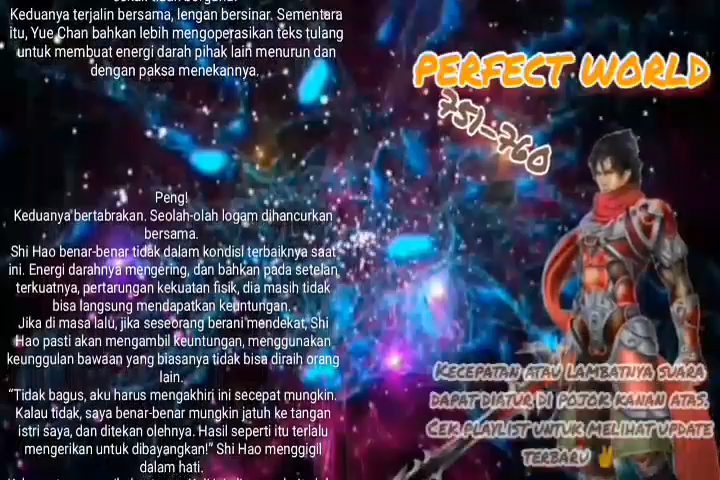 Keduanya terjalin bersama, lengan bersinar. Sementara
itu, Yue Chan bahkan lebih mengoperasikan teks tulang
untuk membuat energi darah pihak lain menurun dan
dengan paksa menekannya.
Peng!
Keduanya bertabrakan. Seolah-olah logam dihancurkan
bersama.
Shi Hao benar-benar tidak dalam kondisi terbaiknya saat
ini. Energi darahnya mengering, dan bahkan pada setelan
terkuatnya, pertarungan kekuatan fisik, dia masih tidak
bisa langsung mendapatkan keuntungan.
Jika di masa lalu, jika seseorang berani mendekat, Shi
Hao pasti akan mengambil keuntungan, menggunakan
keunggulan bawaan yang biasanya tidak bisa diraih orang
lain.
“Tidak bagus, aku harus mengakhiri ini secepat mungkin.
Kalau tidak, saya benar-benar mungkin jatuh ke tangan
istri saya, dan ditekan olehnya. Hasil seperti itu terlalu
mengerikan untuk dibayangkan!” Shi Hao menggigil
dalam hati.
PERFECT WORLD
751-760
KECEPATAN ATAU LAMBATNYA SUARA
DAPAT DIATUR DI POJOK KANAN ATAS.
CEK PLAYLIST UNTUK MELIHAT UPDATE
TERBARU ✌